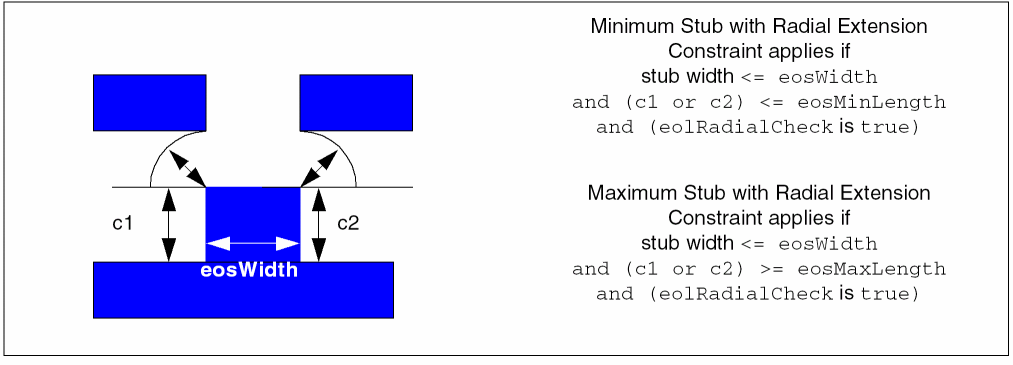 Minimum Stub with Radial Extension
Constraint applies if
stub width <= eosWidth
and (c1 or c2) <= eosMinLength
and (eolRadialCheck is true)
c1
c2
eosWidth
Maximum Stub with Radial Extension
Constraint applies if
stub width <= eosWidth
and (c1 or c2) >= eosMaxLength
and (eolRadialCheck is true)